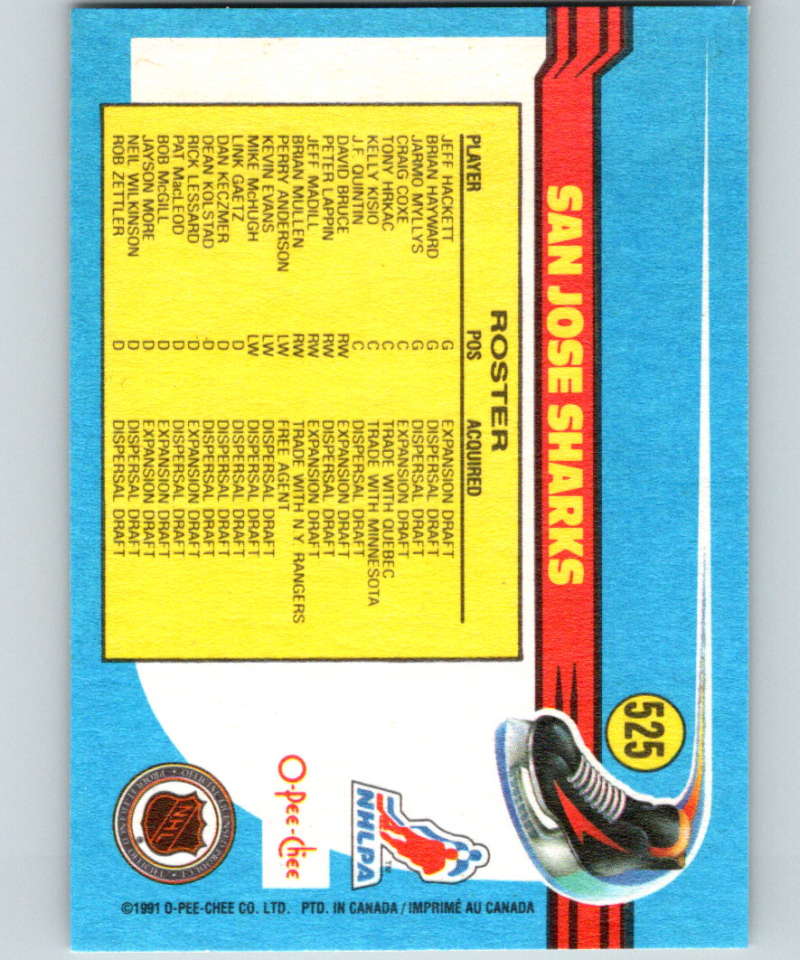 SAN JOSE SHARKS
525
ROSTER
PLAYER POS ACQUIRED
JEFF HACKETT G EXPANSION DRAFT
BRIAN HAYWARD G DISPERSAL DRAFT
JARMO MYLLYS G DISPERSAL DRAFT
CRAIG COXE C EXPANSION DRAFT
TONY HRKAC C TRADE WITH QUEBEC
KELLY KISIO C TRADE WITH MINNESOTA
J.F. QUINTIN C DISPERSAL DRAFT
DAVID BRUCE RW EXPANSION DRAFT
PETER LAPPIN RW DISPERSAL DRAFT
JEFF MADILL RW EXPANSION DRAFT
BRIAN MULLEN RW TRADE WITH N.Y. RANGERS
PERRY ANDERSON LW FREE AGENT
KEVIN EVANS LW DISPERSAL DRAFT
MIKE McHUGH LW DISPERSAL DRAFT
LINK GAETZ D DISPERSAL DRAFT
DAN KECZMER D DISPERSAL DRAFT
DEAN KOLSTAD D DISPERSAL DRAFT
RICK LESSARD D EXPANSION DRAFT
PAT MacLEOD D DISPERSAL DRAFT
BOB McGILL D EXPANSION DRAFT
JAYSON MORE D EXPANSION DRAFT
NEIL WILKINSON D DISPERSAL DRAFT
ROB ZETTLER D DISPERSAL DRAFT
NHLPA
TM
O-Pee-Chee
NHL
©1991 O-PEE-CHEE CO. LTD. PTD. IN CANADA / IMPRIMÉ AU CANADA